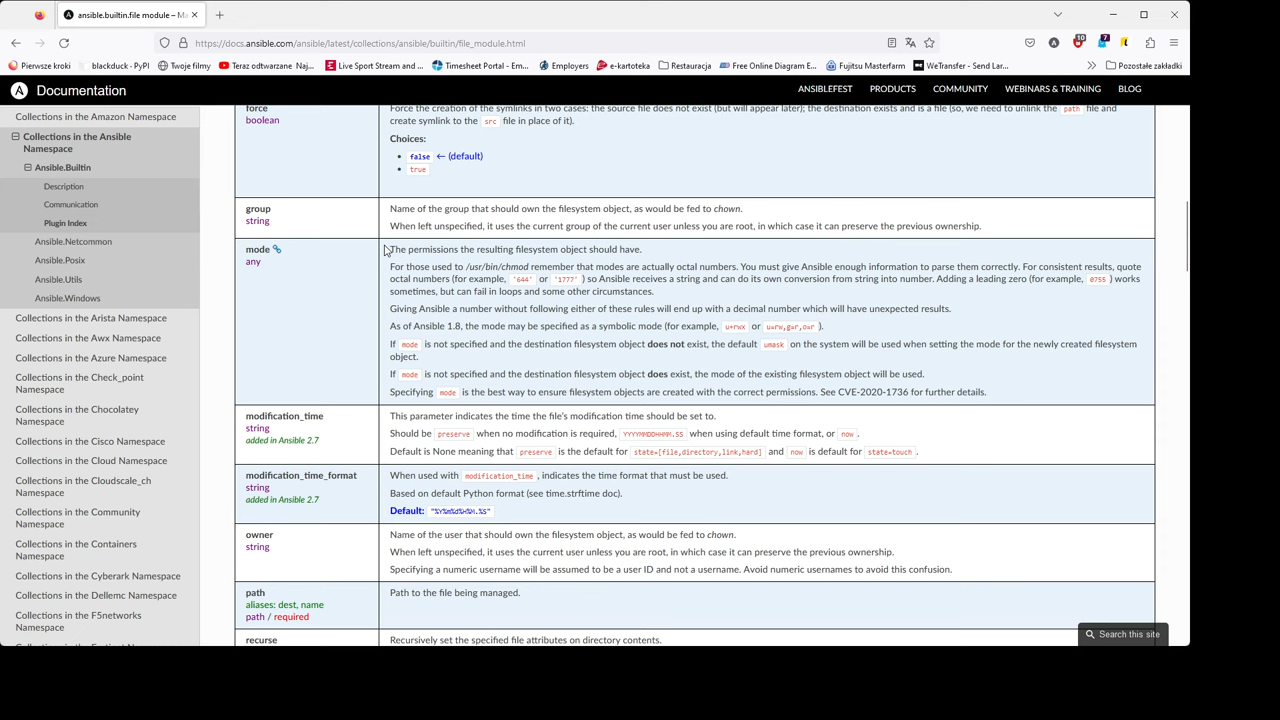 ansible.builtin.file module – Ma
https://docs.ansible.com/ansible/latest/collections/ansible/builtin/file_module.html
10
7
Pierwsze kroki
blackduck · PyPI
Twoje filmy
Teraz odtwarzane Naj...
Live Sport Stream and ...
Timesheet Portal - Em...
Employers
e-kartoteka
Restauracja
Free Online Diagram E...
Fujitsu Masterfarm
WeTransfer - Send Lar...
Pozostałe zakładki
Documentation
ANSIBLEFEST
PRODUCTS
COMMUNITY
WEBINARS & TRAINING
BLOG
Collections in the Amazon Namespace
Collections in the Ansible
Namespace
Ansible.Builtin
Description
Communication
Plugin Index
Ansible.Netcommon
Ansible.Posix
Ansible.Utils
Ansible.Windows
Collections in the Arista Namespace
Collections in the Awx Namespace
Collections in the Azure Namespace
Collections in the Check_point
Namespace
Collections in the Chocolatey
Namespace
Collections in the Cisco Namespace
Collections in the Cloud Namespace
Collections in the Cloudscale_ch
Namespace
Collections in the Community
Namespace
Collections in the Containers
Namespace
Collections in the Cyberark Namespace
Collections in the Dellemc Namespace
Collections in the F5networks
Namespace
force
boolean
Force the creation of the symlinks in two cases: the source file does not exist (but will appear later); the destination exists and is a file (so, we need to unlink the path file and
create symlink to the src file in place of it).
Choices:
false ← (default)
true
group
string
Name of the group that should own the filesystem object, as would be fed to chown.
When left unspecified, it uses the current group of the current user unless you are root, in which case it can preserve the previous ownership.
mode
any
The permissions the resulting filesystem object should have.
For those used to /usr/bin/chmod remember that modes are actually octal numbers. You must give Ansible enough information to parse them correctly. For consistent results, quote
octal numbers (for example, '644' or '1777' ) so Ansible receives a string and can do its own conversion from string into number. Adding a leading zero (for example, 0755 ) works
sometimes, but can fail in loops and some other circumstances.
Giving Ansible a number without following either of these rules will end up with a decimal number which will have unexpected results.
As of Ansible 1.8, the mode may be specified as a symbolic mode (for example, u+rwx or u=rw,g=r,o=r ).
If mode is not specified and the destination filesystem object does not exist, the default umask on the system will be used when setting the mode for the newly created filesystem
object.
If mode is not specified and the destination filesystem object does exist, the mode of the existing filesystem object will be used.
Specifying mode is the best way to ensure filesystem objects are created with the correct permissions. See CVE-2020-1736 for further details.
modification_time
string
added in Ansible 2.7
This parameter indicates the time the file's modification time should be set to.
Should be preserve when no modification is required, YYYYMMDDHHMM.SS when using default time format, or now .
Default is None meaning that preserve is the default for state=[file,directory,link,hard] and now is default for state=touch .
modification_time_format
string
added in Ansible 2.7
When used with modification_time , indicates the time format that must be used.
Based on default Python format (see time.strftime doc).
Default: "%Y%m%d%H%M.%S"
owner
string
Name of the user that should own the filesystem object, as would be fed to chown.
When left unspecified, it uses the current user unless you are root, in which case it can preserve the previous ownership.
Specifying a numeric username will be assumed to be a user ID and not a username. Avoid numeric usernames to avoid this confusion.
path
aliases: dest, name
path / required
Path to the file being managed.
recurse
Recursively set the specified file attributes on directory contents.
Search this site